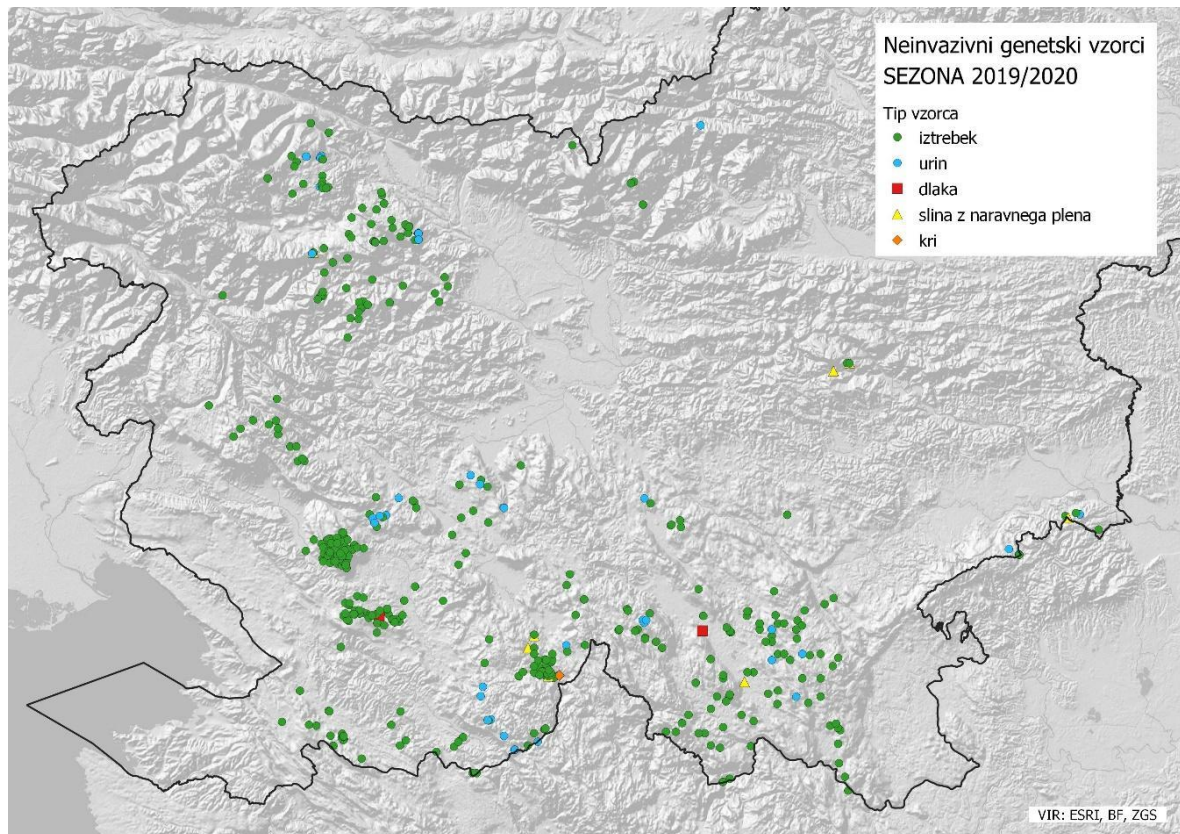 Neinvazivni genetski vzorci
SEZONA 2019/2020
Tip vzorca
iztrebek
urin
dlaka
slina z naravnega plena
kri
VIR: ESRI, BF, ZGS